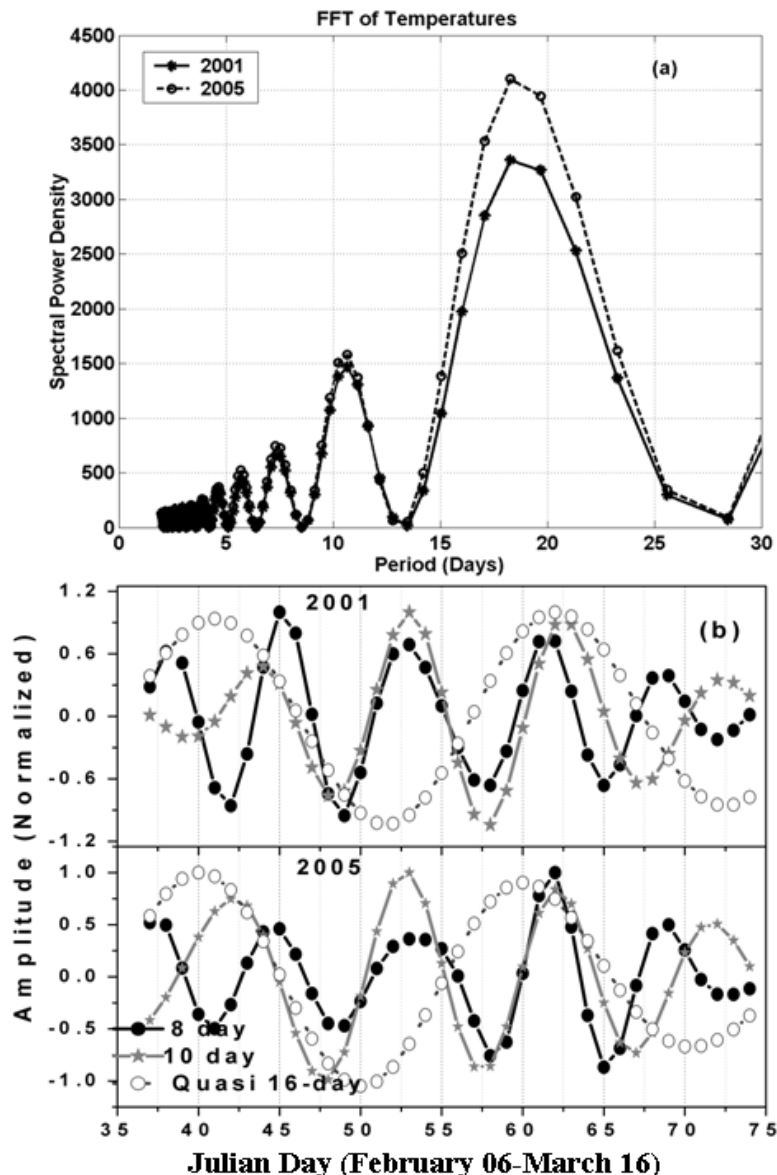 FFT of Temperatures
4500
4000
3500
3000
2500
2000
1500
1000
500
0
Spectral Power Density
2001
2005
(a)
0 5 10 15 20 25 30
Period (Days)
1.2
0.6
0.0
-0.6
-1.2
2001
(b)
1.0
0.5
0.0
-0.5
-1.0
2005
Amplitude (Normalized)
8 day
10 day
Quasi 16-day
35 40 45 50 55 60 65 70 75
Julian Day (February 06-March 16)